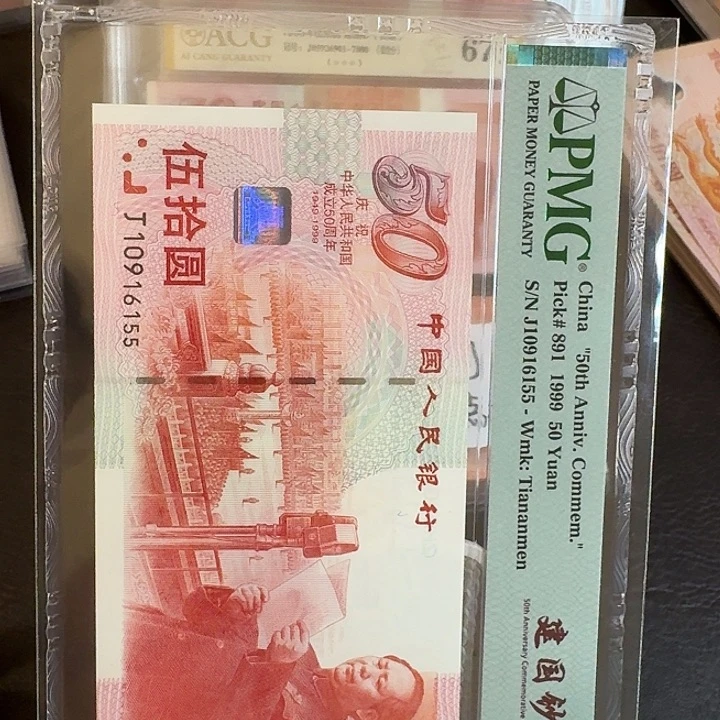 PMG
PAPER MONEY GUARANTY
China "50th Anniv. Commem."
Pick# 891 1999 50 Yuan
S/N J10916155 - Wmk: Tiananmen
建国钞
50th Anniversary Commemorative
50
庆祝
中华人民共和国
成立50周年
1949-1999
伍拾圆
J10916155
中国人民银行
ACG
67